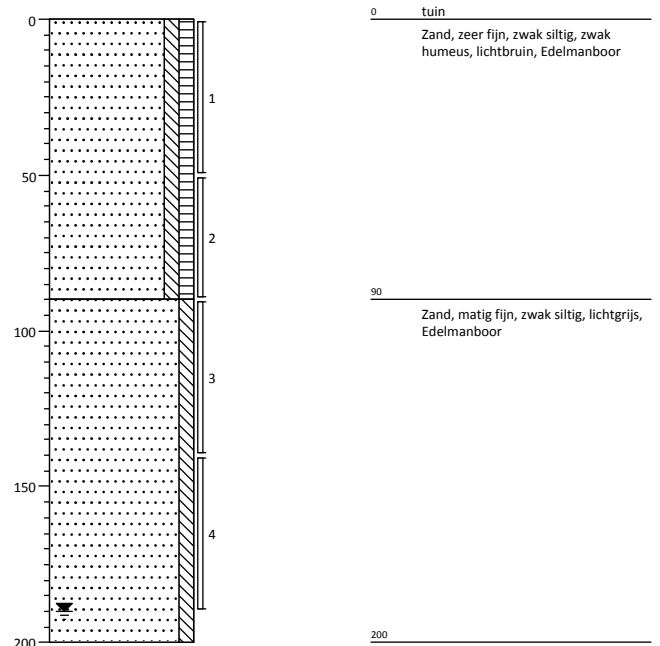 0
50
100
150
200
1
2
3
4
0
tuin
Zand, zeer fijn, zwak siltig, zwak
humeus, lichtbruin, Edelmanboor
90
Zand, matig fijn, zwak siltig, lichtgrijs,
Edelmanboor
200